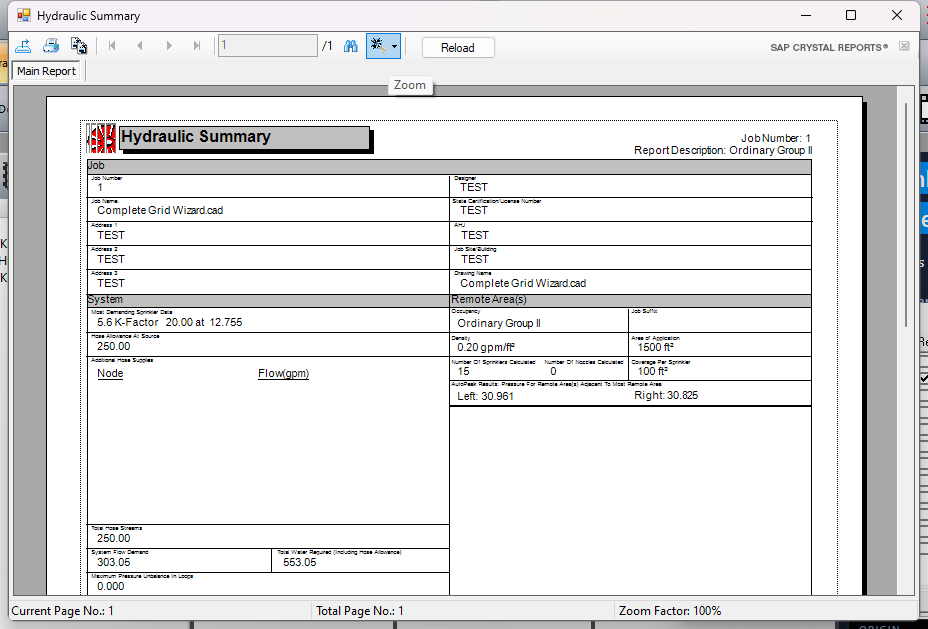 Hydraulic Summary
1 /1 Reload SAP CRYSTAL REPORTS®
Main Report
Zoom
Hydraulic Summary
Job Number: 1
Report Description: Ordinary Group II
Job
Job Number
1
Designer
TEST
Job Name:
Complete Grid Wizard.cad
State Certification/License Number
TEST
Address 1
TEST
AHJ
TEST
Address 2
TEST
Job Site/Building
TEST
Address 3
TEST
Drawing Name
Complete Grid Wizard.cad
System
Remote Area(s)
Most Demanding Sprinkler Data
5.6 K-Factor 20.00 at 12.755
Occupancy
Ordinary Group II
Job Suffix
Hose Allowance At Source
250.00
Density
0.20 gpm/ft²
Area of Application
1500 ft²
Additional Hose Supplies
Node Flow(gpm)
Number Of Sprinklers Calculated
15
Number Of Nozzles Calculated
0
Coverage Per Sprinkler
100 ft²
AutoPeak Results: Pressure For Remote Area(s) Adjacent To Most Remote Area
Left: 30.961 Right: 30.825
Total Hose Streams
250.00
System Flow Demand
303.05
Total Water Required (Including Hose Allowance)
553.05
Maximum Pressure Unbalance In Loops
0.000
Current Page No.: 1 Total Page No.: 1 Zoom Factor: 100%